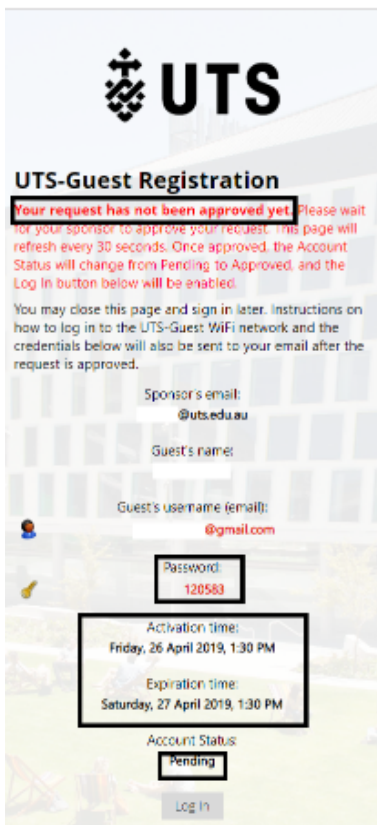 UTS
UTS-Guest Registration
Your request has not been approved yet. Please wait
for your sponsor to approve your request. This page will
refresh every 30 seconds. Once approved, the Account
Status will change from Pending to Approved, and the
Log In button below will be enabled.
You may close this page and sign in later. Instructions on
how to log in to the UTS-Guest WiFi network and the
credentials below will also be sent to your email after the
request is approved.
Sponsor's email:
@uts.edu.au
Guest's name:
Guest's username (email):
@gmail.com
Password:
120583
Activation time:
Friday, 26 April 2019, 1:30 PM
Expiration time:
Saturday, 27 April 2019, 1:30 PM
Account Status:
Pending
Log In